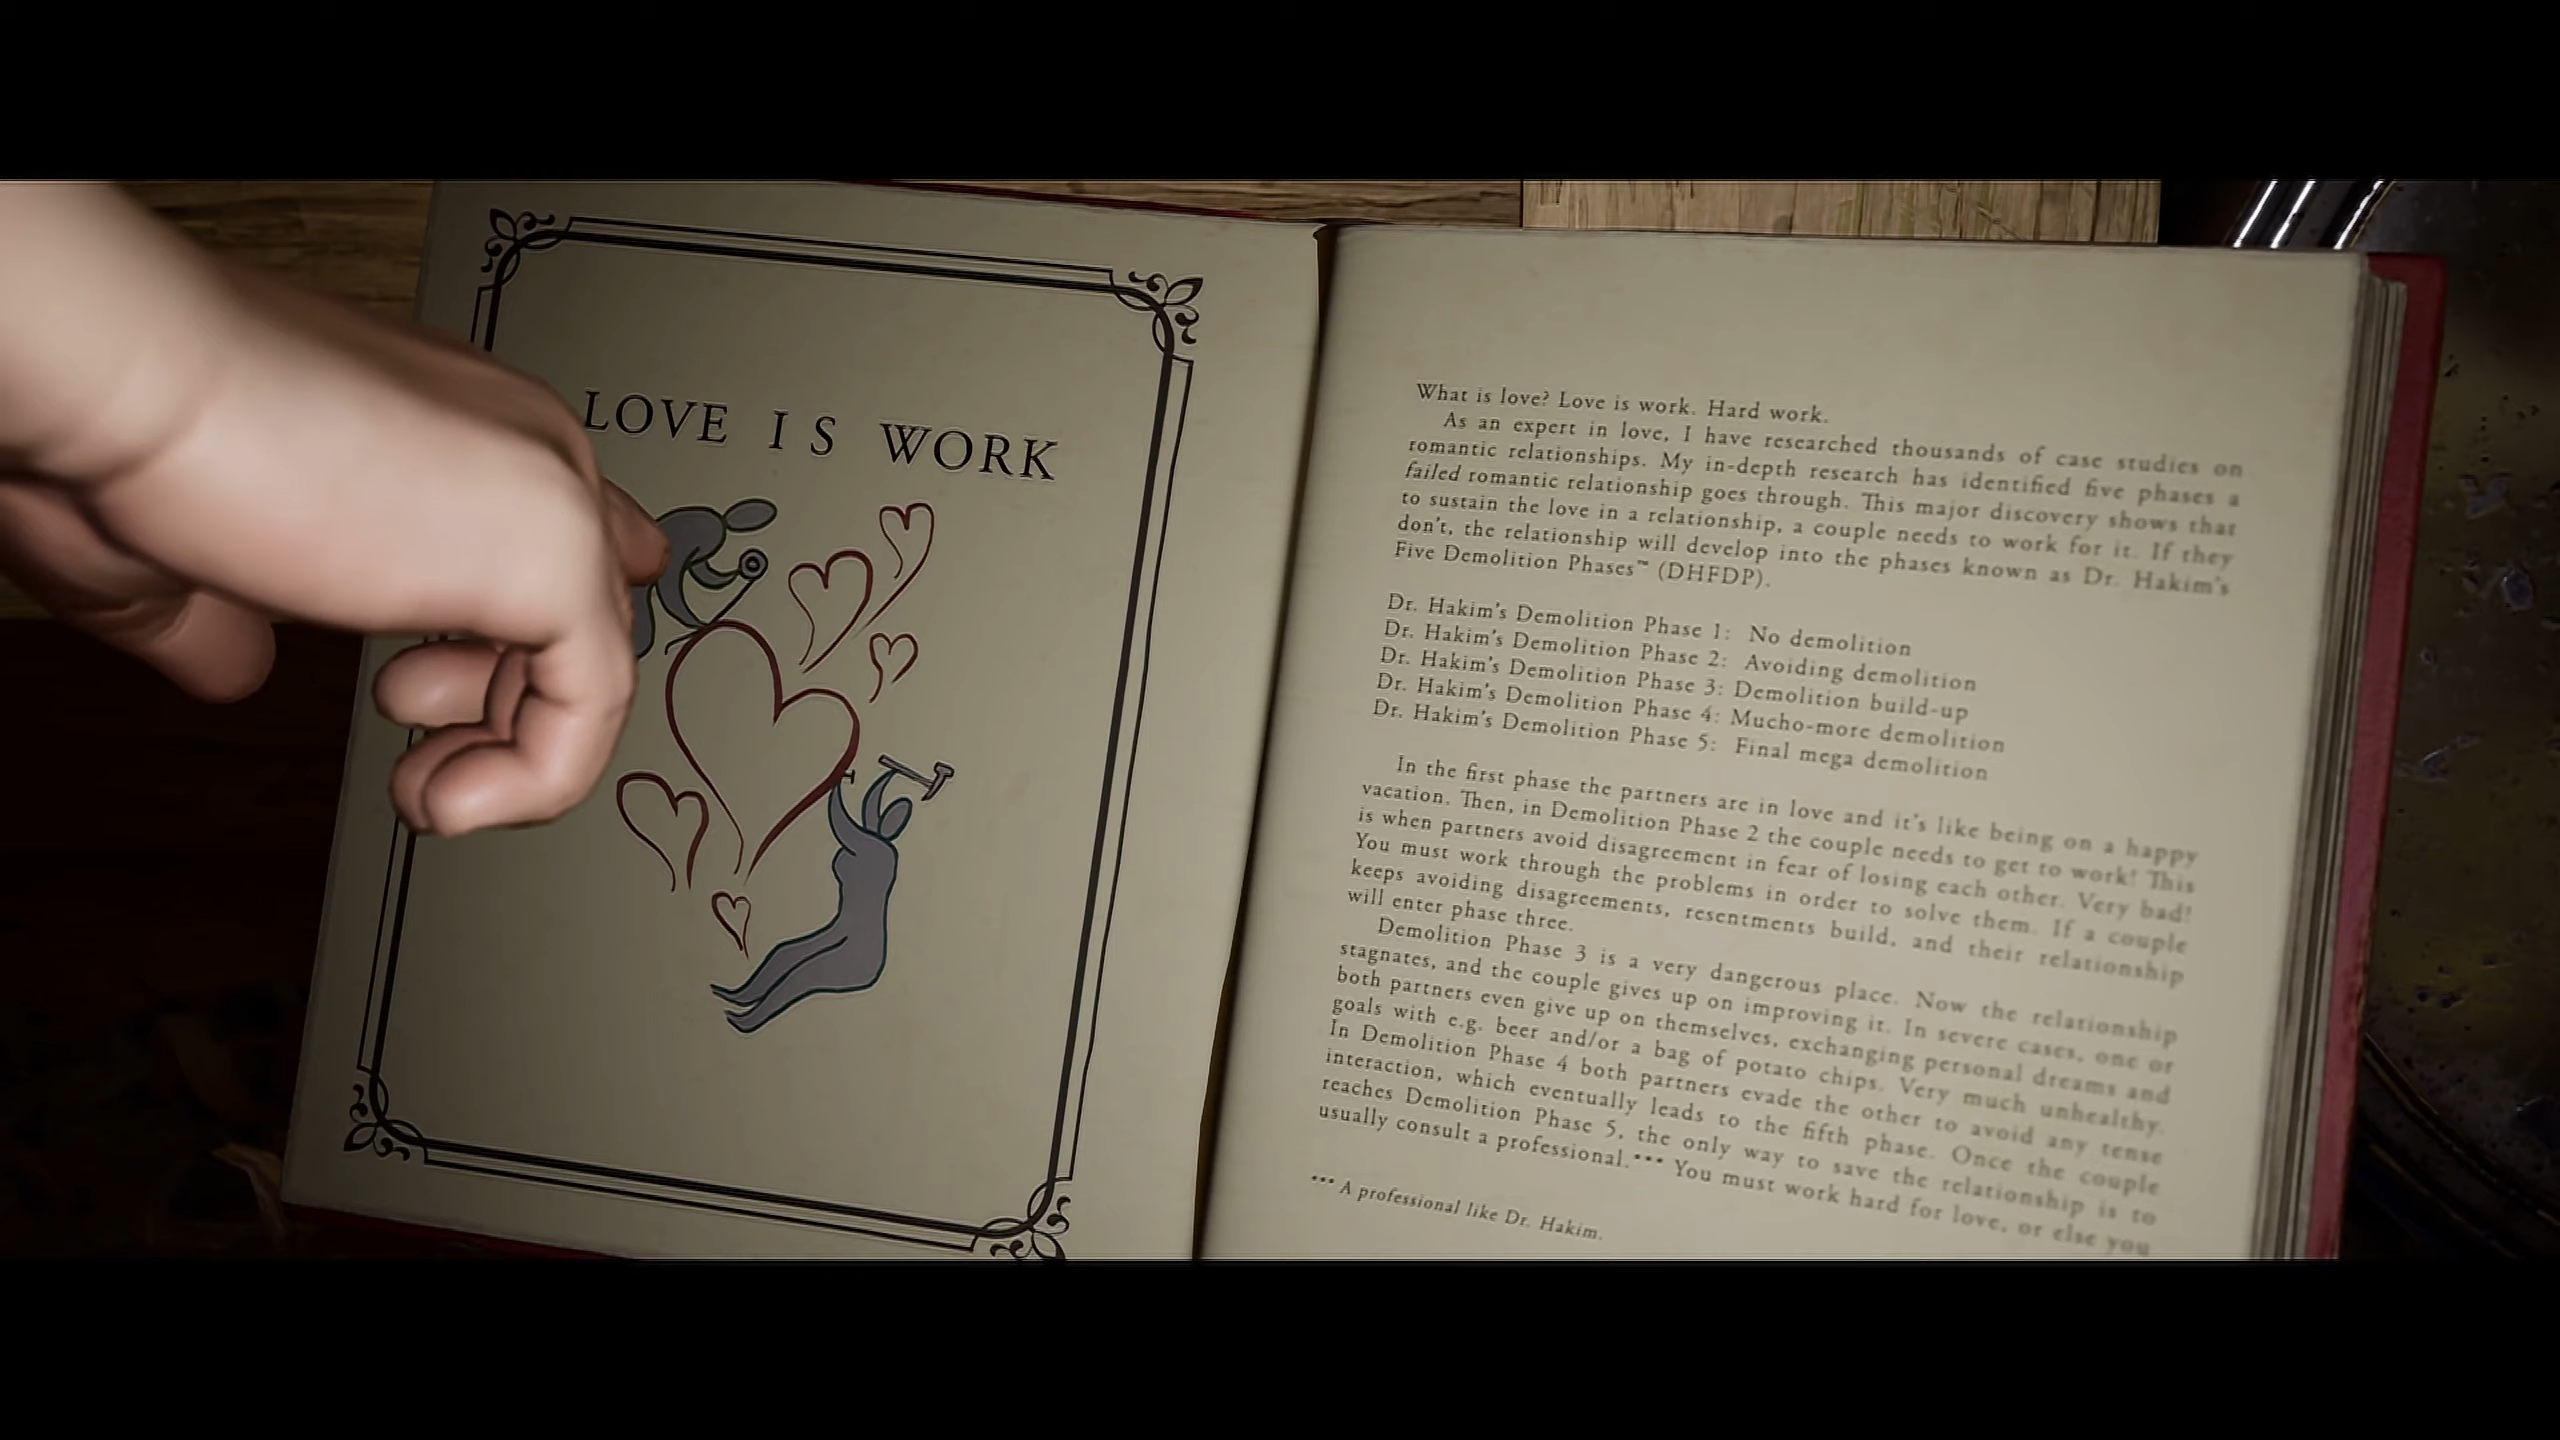 LOVE IS WORK
What is love? Love is work. Hard work.
As an expert in love, I have researched thousands of case studies on
romantic relationships. My in-depth research has identified five phases a
failed romantic relationship goes through. This major discovery shows that
to sustain the love in a relationship, a couple needs to work for it. If they
don't, the relationship will develop into the phases known as Dr. Hakim's
Five Demolition Phases™ (DHFDP).
Dr. Hakim's Demolition Phase 1: No demolition
Dr. Hakim's Demolition Phase 2: Avoiding demolition
Dr. Hakim's Demolition Phase 3: Demolition build-up
Dr. Hakim's Demolition Phase 4: Mucho-more demolition
Dr. Hakim's Demolition Phase 5: Final mega demolition
In the first phase the partners are in love and it's like being on a happy
vacation. Then, in Demolition Phase 2 the couple needs to get to work! This
is when partners avoid disagreement in fear of losing each other. Very bad!
You must work through the problems in order to solve them. If a couple
keeps avoiding disagreements, resentments build, and their relationship
will enter phase three.
Demolition Phase 3 is a very dangerous place. Now the relationship
stagnates, and the couple gives up on improving it. In severe cases, one or
both partners even give up on themselves, exchanging personal dreams and
goals with e.g. beer and/or a bag of potato chips. Very much unhealthy.
In Demolition Phase 4 both partners evade the other to avoid any tense
interaction, which eventually leads to the fifth phase. Once the couple
reaches Demolition Phase 5, the only way to save the relationship is to
usually consult a professional.*** You must work hard for love, or else you
*** A professional like Dr. Hakim.